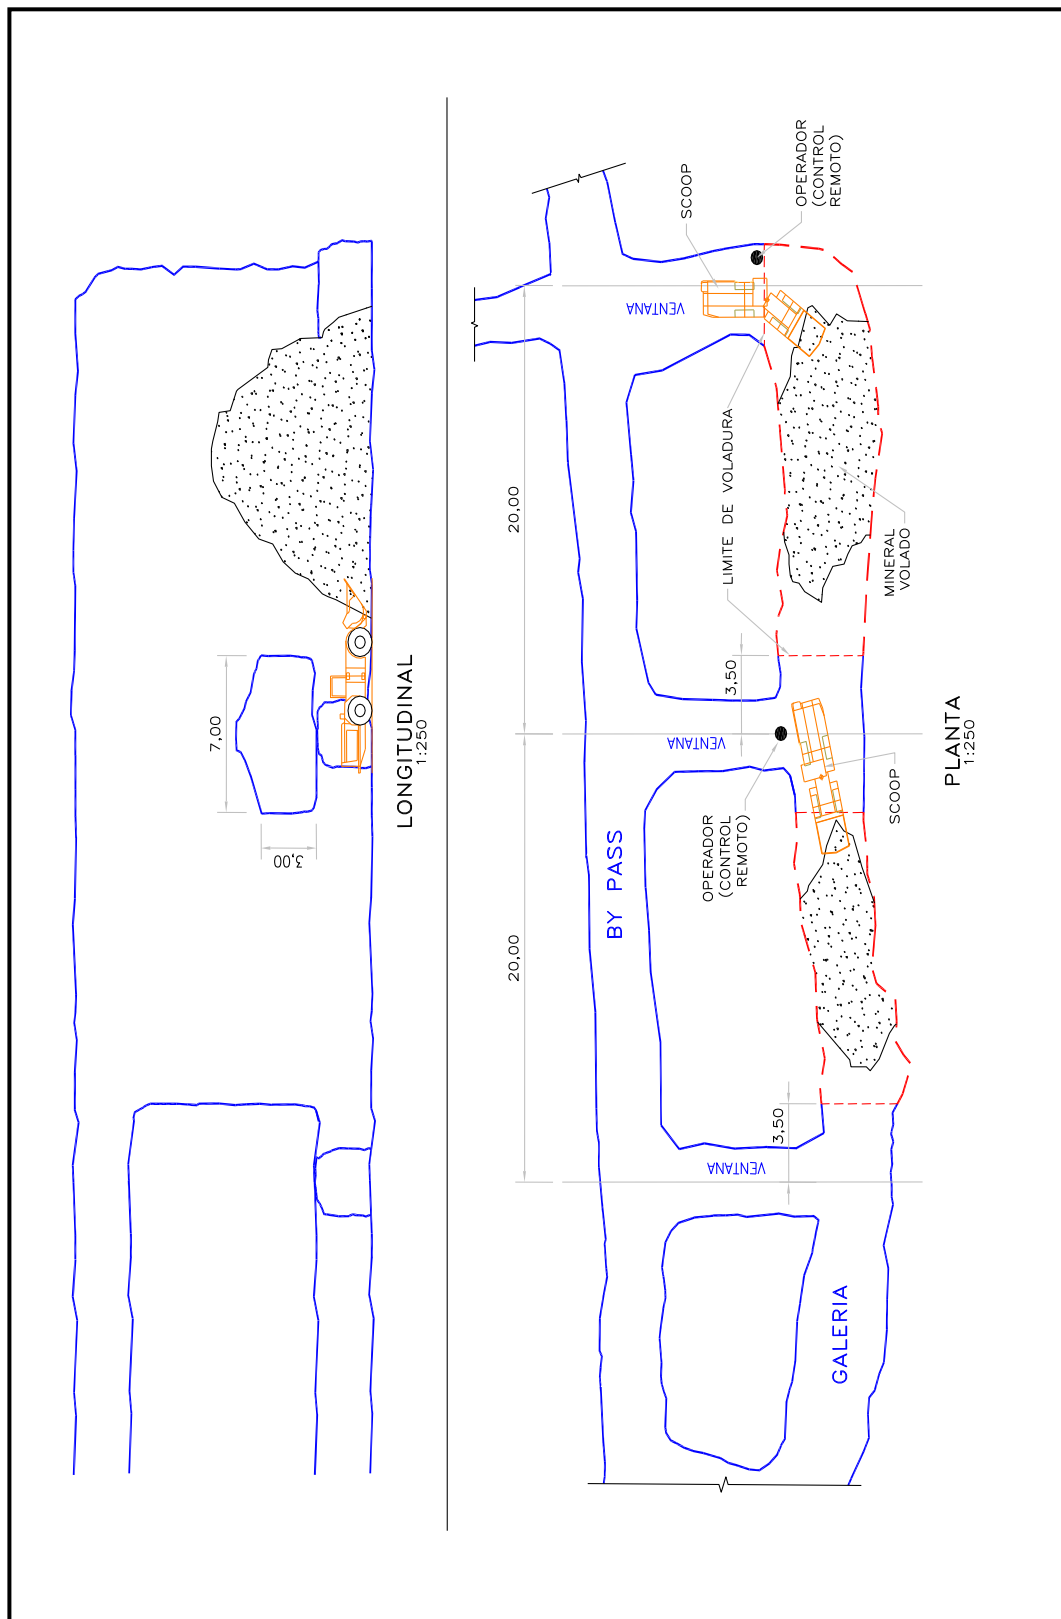 7,00
3,00
LONGITUDINAL
1:250
SCOOP
OPERADOR
(CONTROL
REMOTO)
VENTANA
20,00
LIMITE DE VOLADURA
MINERAL
VOLADO
3,50
VENTANA
OPERADOR
(CONTROL
REMOTO)
SCOOP
BY PASS
20,00
3,50
VENTANA
GALERIA
PLANTA
1:250